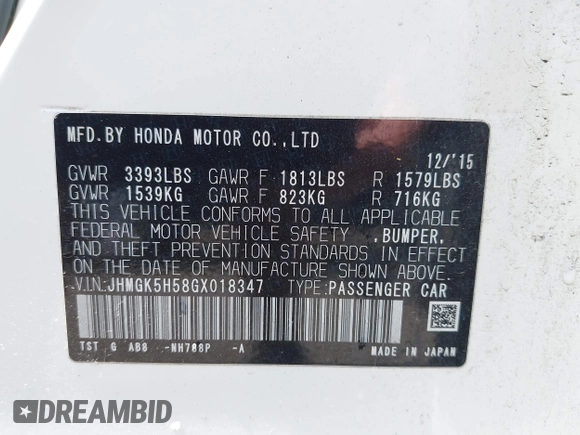 MFD.BY HONDA MOTOR CO.,LTD
12/'15
GVWR 3393LBS GAWR F 1813LBS R 1579LBS
GVWR 1539KG GAWR F 823KG R 716KG
THIS VEHICLE CONFORMS TO ALL APPLICABLE
FEDERAL MOTOR VEHICLE SAFETY ,BUMPER,
AND THEFT PREVENTION STANDARDS IN EFFECT
ON THE DATE OF MANUFACTURE SHOWN ABOVE.
V.I.N:JHMGK5H58GX018347 TYPE:PASSENGER CAR
TST G AB8 -NH788P -A MADE IN JAPAN
DREAMBID